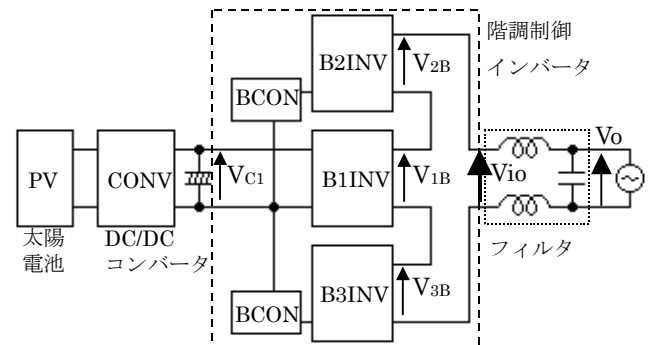 階調制御
インバータ
B2INV
V2B
BCON
PV
CONV
VC1
B1INV
V1B
Vio
Vo
太陽
電池
DC/DC
コンバータ
フィルタ
BCON
B3INV
V3B